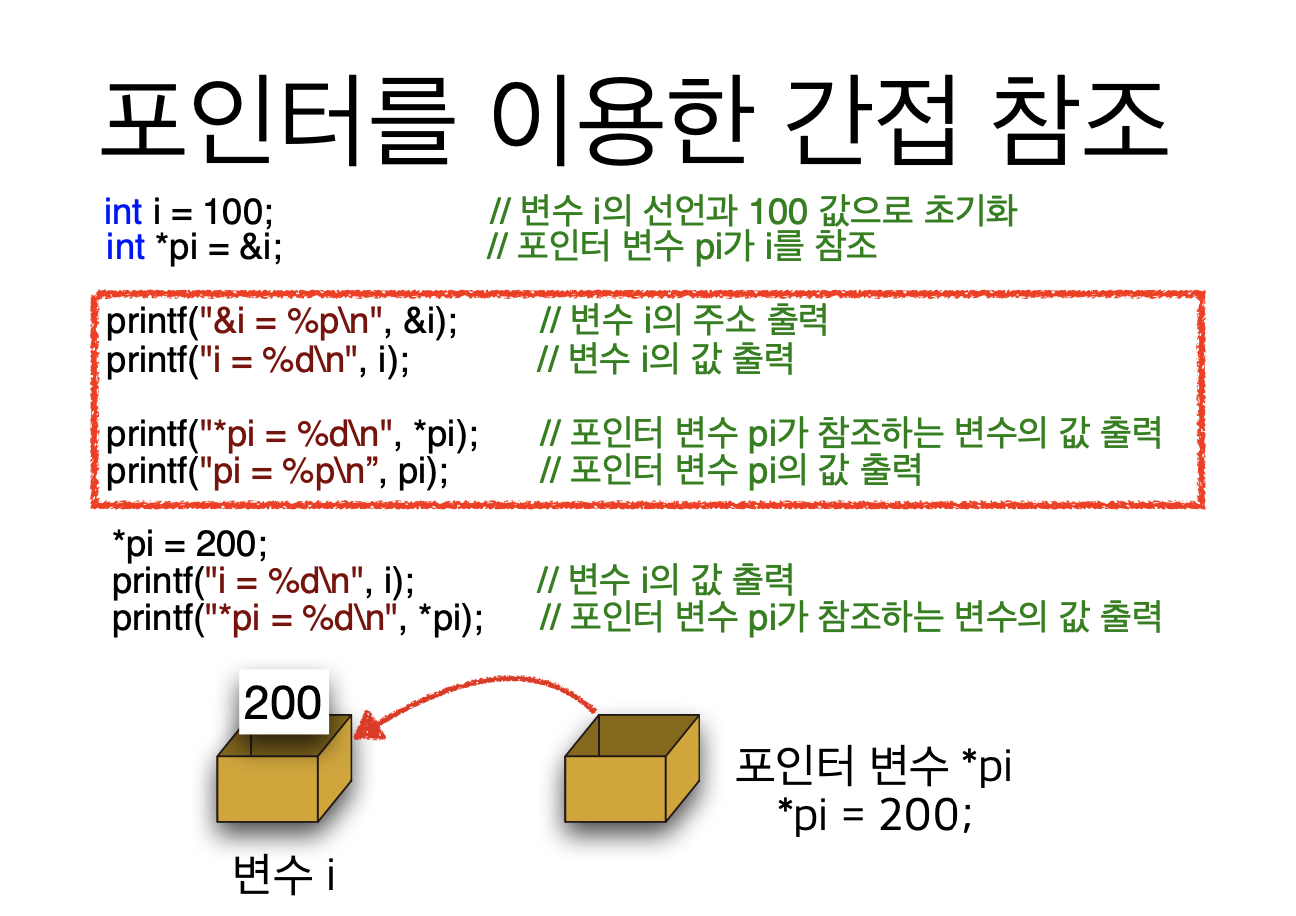 포인터를 이용한 간접 참조
int i = 100; // 변수 i의 선언과 100 값으로 초기화
int *pi = &i; // 포인터 변수 pi가 i를 참조
printf("&i = %p\n", &i); // 변수 i의 주소 출력
printf("i = %d\n", i); // 변수 i의 값 출력
printf("*pi = %d\n", *pi); // 포인터 변수 pi가 참조하는 변수의 값 출력
printf("pi = %p\n”, pi); // 포인터 변수 pi의 값 출력
*pi = 200;
printf("i = %d\n", i); // 변수 i의 값 출력
printf("*pi = %d\n", *pi); // 포인터 변수 pi가 참조하는 변수의 값 출력
200
포인터 변수 *pi
*pi = 200;
변수 i